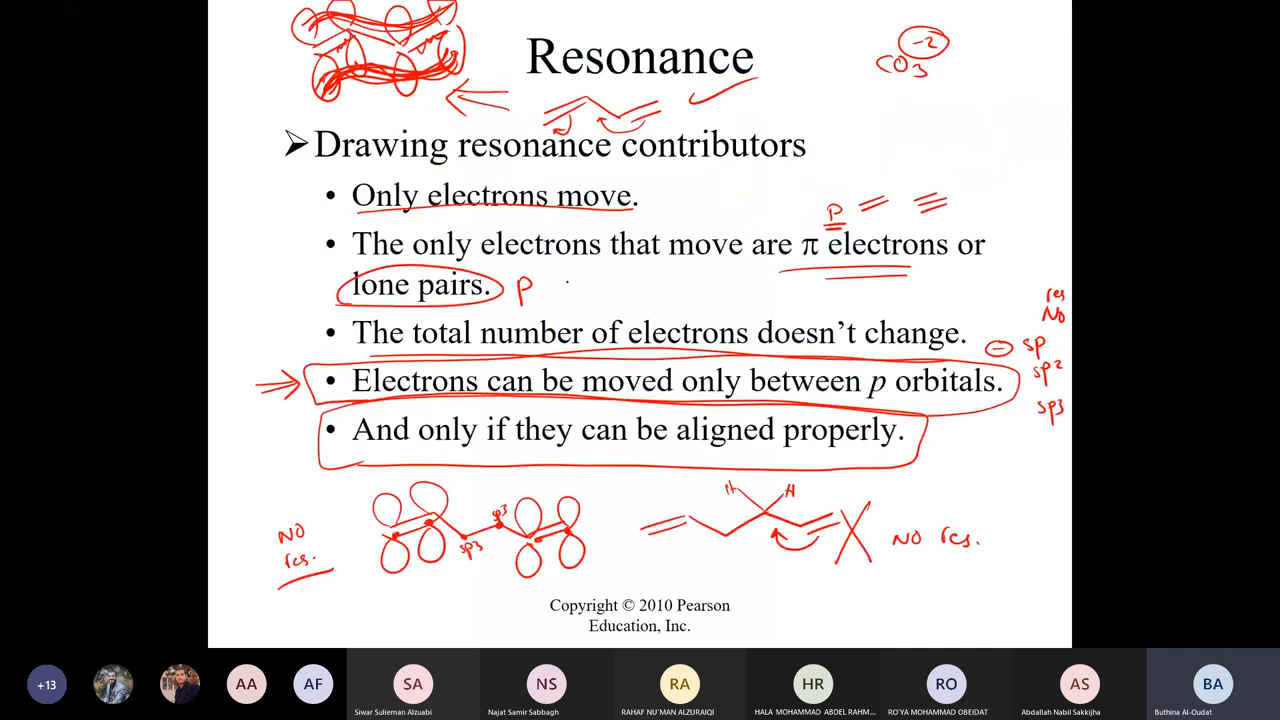 Resonance
CO3 -2
➢ Drawing resonance contributors
• Only electrons move.
p
• The only electrons that move are π electrons or
lone pairs. p
res
No
• The total number of electrons doesn't change.
⊖ sp
sp2
• Electrons can be moved only between p orbitals.
sp3
• And only if they can be aligned properly.
H H
sp3
NO
res.
sp3
NO res.
Copyright © 2010 Pearson
Education, Inc.
+13
AA
AF
SA
NS
RA
HR
RO
AS
BA
Siwar Sulieman Alzuabi
Najat Samir Sabbagh
RAHAF NU'MAN ALZURAIQI
HALA MOHAMMAD ABDEL RAHM...
RO'YA MOHAMMAD OBEIDAT
Abdallah Nabil Sakkijha
Buthina Al-Oudat